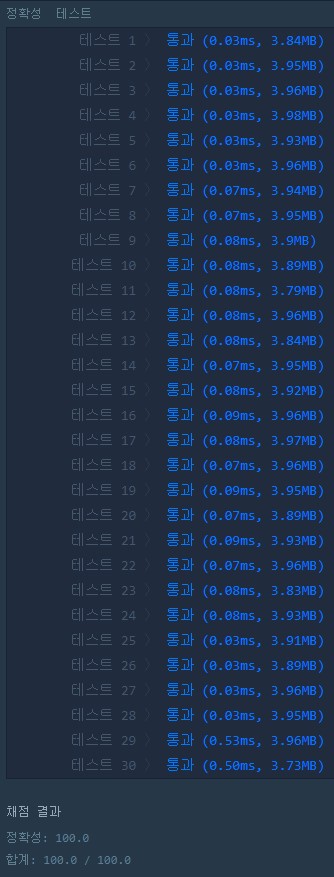 정확성 테스트
테스트 1 〉 통과 (0.03ms, 3.84MB)
테스트 2 〉 통과 (0.03ms, 3.95MB)
테스트 3 〉 통과 (0.03ms, 3.96MB)
테스트 4 〉 통과 (0.03ms, 3.98MB)
테스트 5 〉 통과 (0.03ms, 3.93MB)
테스트 6 〉 통과 (0.03ms, 3.96MB)
테스트 7 〉 통과 (0.07ms, 3.94MB)
테스트 8 〉 통과 (0.07ms, 3.95MB)
테스트 9 〉 통과 (0.08ms, 3.9MB)
테스트 10 〉 통과 (0.08ms, 3.89MB)
테스트 11 〉 통과 (0.08ms, 3.79MB)
테스트 12 〉 통과 (0.08ms, 3.96MB)
테스트 13 〉 통과 (0.08ms, 3.84MB)
테스트 14 〉 통과 (0.07ms, 3.95MB)
테스트 15 〉 통과 (0.08ms, 3.92MB)
테스트 16 〉 통과 (0.09ms, 3.96MB)
테스트 17 〉 통과 (0.08ms, 3.97MB)
테스트 18 〉 통과 (0.07ms, 3.96MB)
테스트 19 〉 통과 (0.09ms, 3.95MB)
테스트 20 〉 통과 (0.07ms, 3.89MB)
테스트 21 〉 통과 (0.09ms, 3.93MB)
테스트 22 〉 통과 (0.07ms, 3.96MB)
테스트 23 〉 통과 (0.08ms, 3.83MB)
테스트 24 〉 통과 (0.08ms, 3.93MB)
테스트 25 〉 통과 (0.03ms, 3.91MB)
테스트 26 〉 통과 (0.03ms, 3.89MB)
테스트 27 〉 통과 (0.03ms, 3.96MB)
테스트 28 〉 통과 (0.03ms, 3.95MB)
테스트 29 〉 통과 (0.53ms, 3.96MB)
테스트 30 〉 통과 (0.50ms, 3.73MB)
채점 결과
정확성: 100.0
합계: 100.0 / 100.0